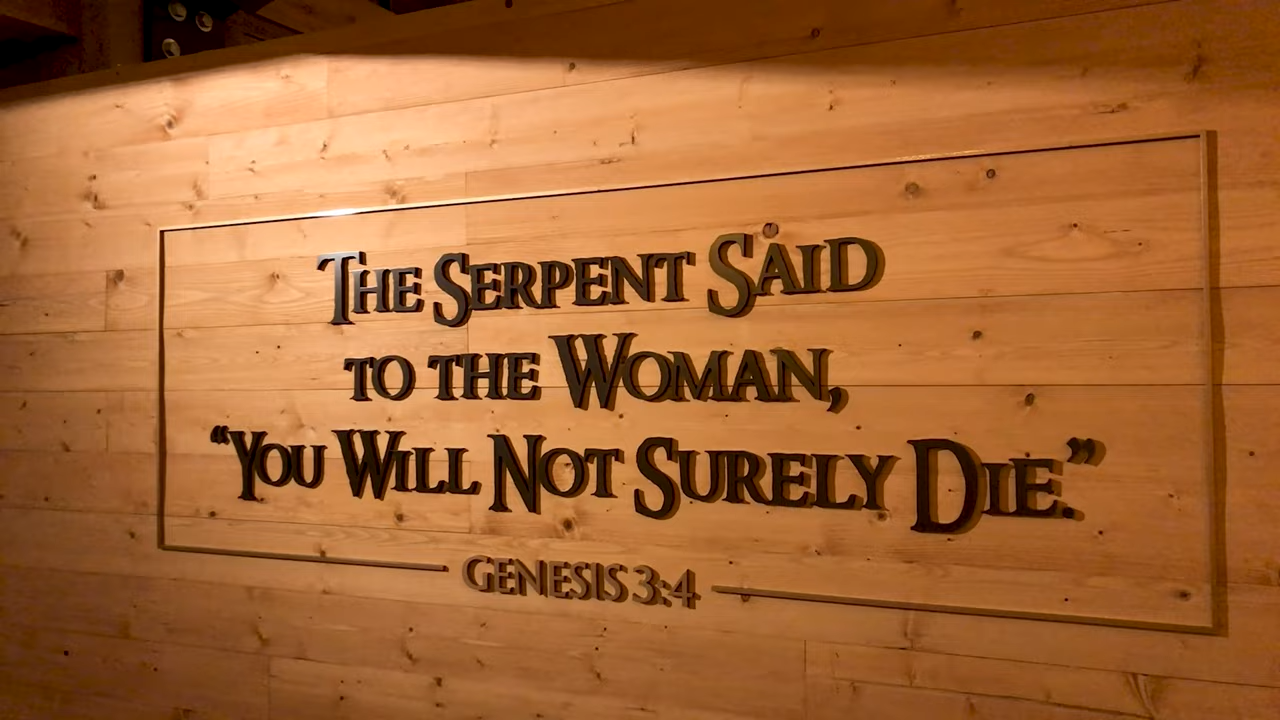 The Serpent Said
to the Woman,
“You Will Not Surely Die.”
GENESIS 3:4